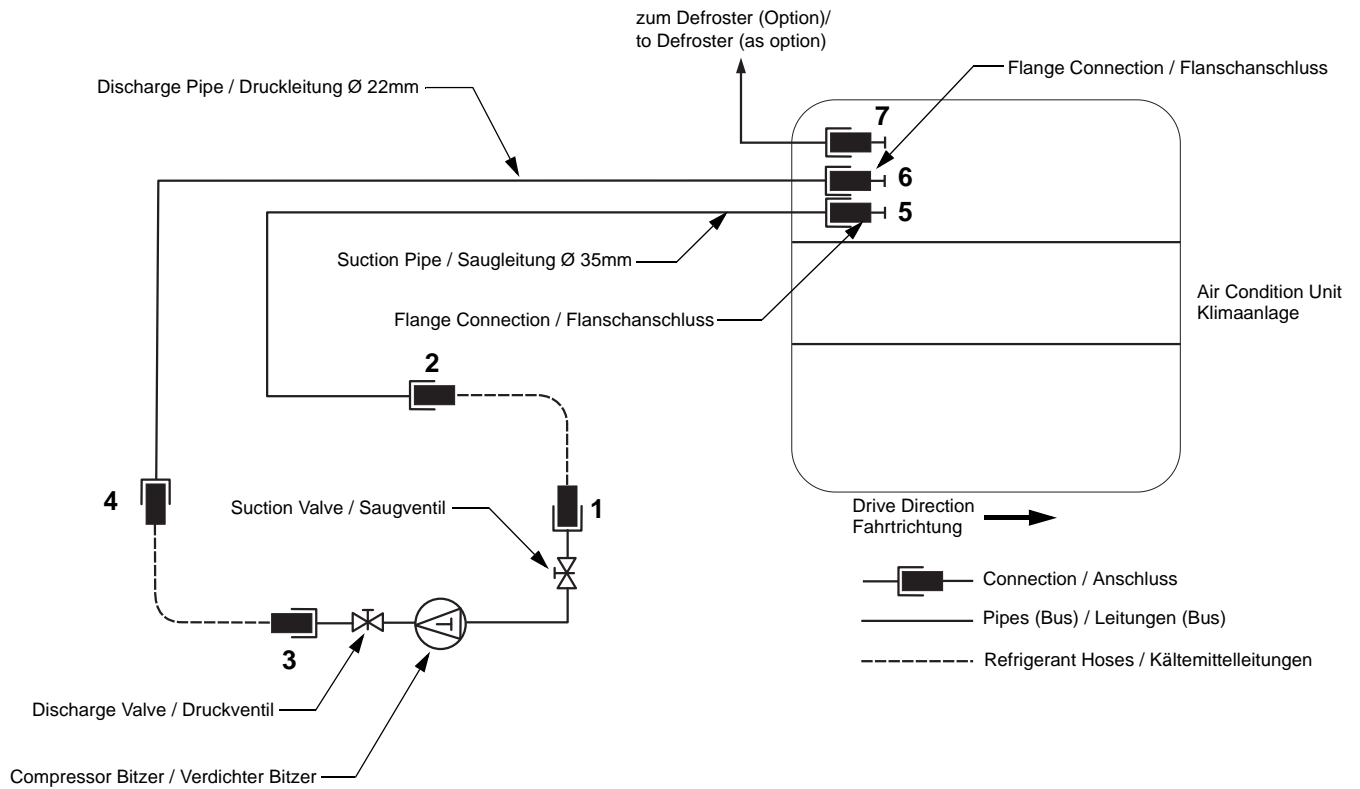 zum Defroster (Option)/
to Defroster (as option)
Flange Connection / Flanschanschluss
Discharge Pipe / Druckleitung Ø 22mm
7
6
5
Suction Pipe / Saugleitung Ø 35mm
Air Condition Unit
Klimaanlage
Flange Connection / Flanschanschluss
2
4
1
Suction Valve / Saugventil
Drive Direction
Fahrtrichtung
Connection / Anschluss
Pipes (Bus) / Leitungen (Bus)
3
Refrigerant Hoses / Kältemittelleitungen
Discharge Valve / Druckventil
Compressor Bitzer / Verdichter Bitzer